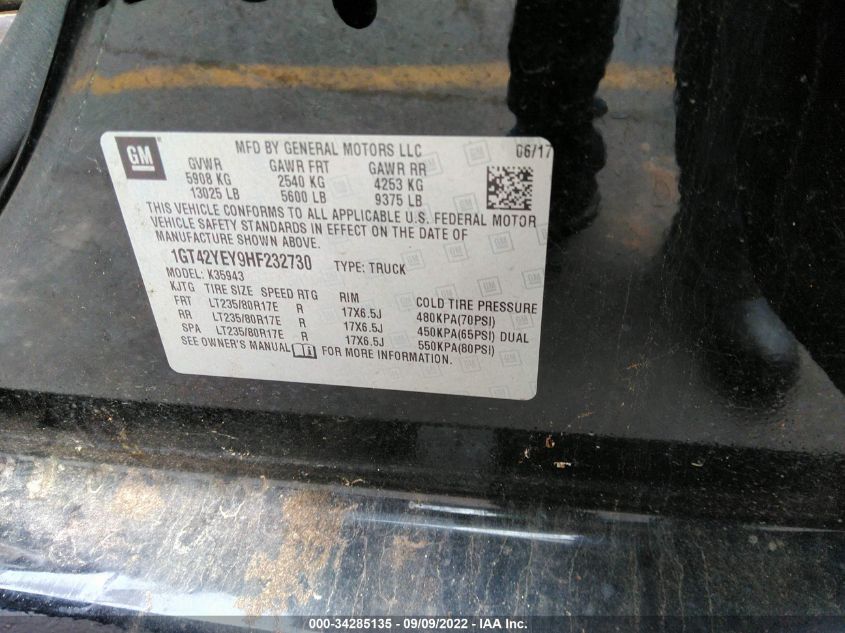 GM
MFD BY GENERAL MOTORS LLC 06/17
GVWR GAWR FRT GAWR RR
5908 KG 2540 KG 4253 KG
13025 LB 5600 LB 9375 LB
THIS VEHICLE CONFORMS TO ALL APPLICABLE U.S. FEDERAL MOTOR
VEHICLE SAFETY STANDARDS IN EFFECT ON THE DATE OF
MANUFACTURE SHOWN ABOVE.
1GT42YEY9HF232730 TYPE: TRUCK
MODEL: K35943
KJTG TIRE SIZE SPEED RTG RIM COLD TIRE PRESSURE
FRT LT235/80R17E R 17X6.5J 480KPA(70PSI)
RR LT235/80R17E R 17X6.5J 450KPA(65PSI) DUAL
SPA LT235/80R17E R 17X6.5J 550KPA(80PSI)
SEE OWNER'S MANUAL FOR MORE INFORMATION.
000-34285135 - 09/09/2022 - IAA Inc.